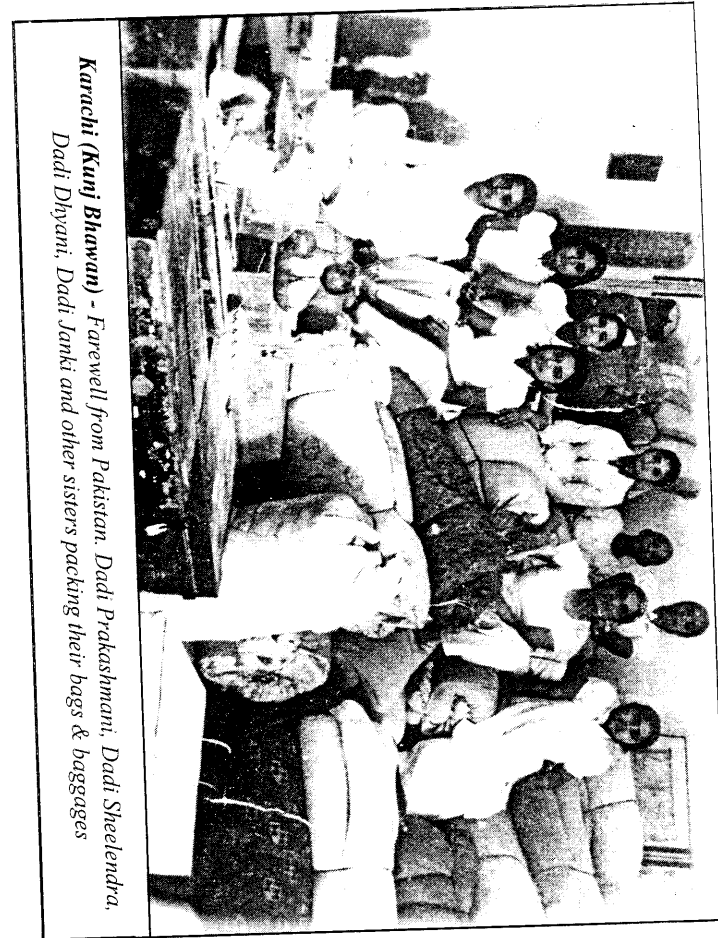 Karachi (Kunj Bhawan) - Farewell from Pakistan. Dadi Prakashmani, Dadi Sheelendra,
Dadi Dhyani, Dadi Janki and other sisters packing their bags & baggages